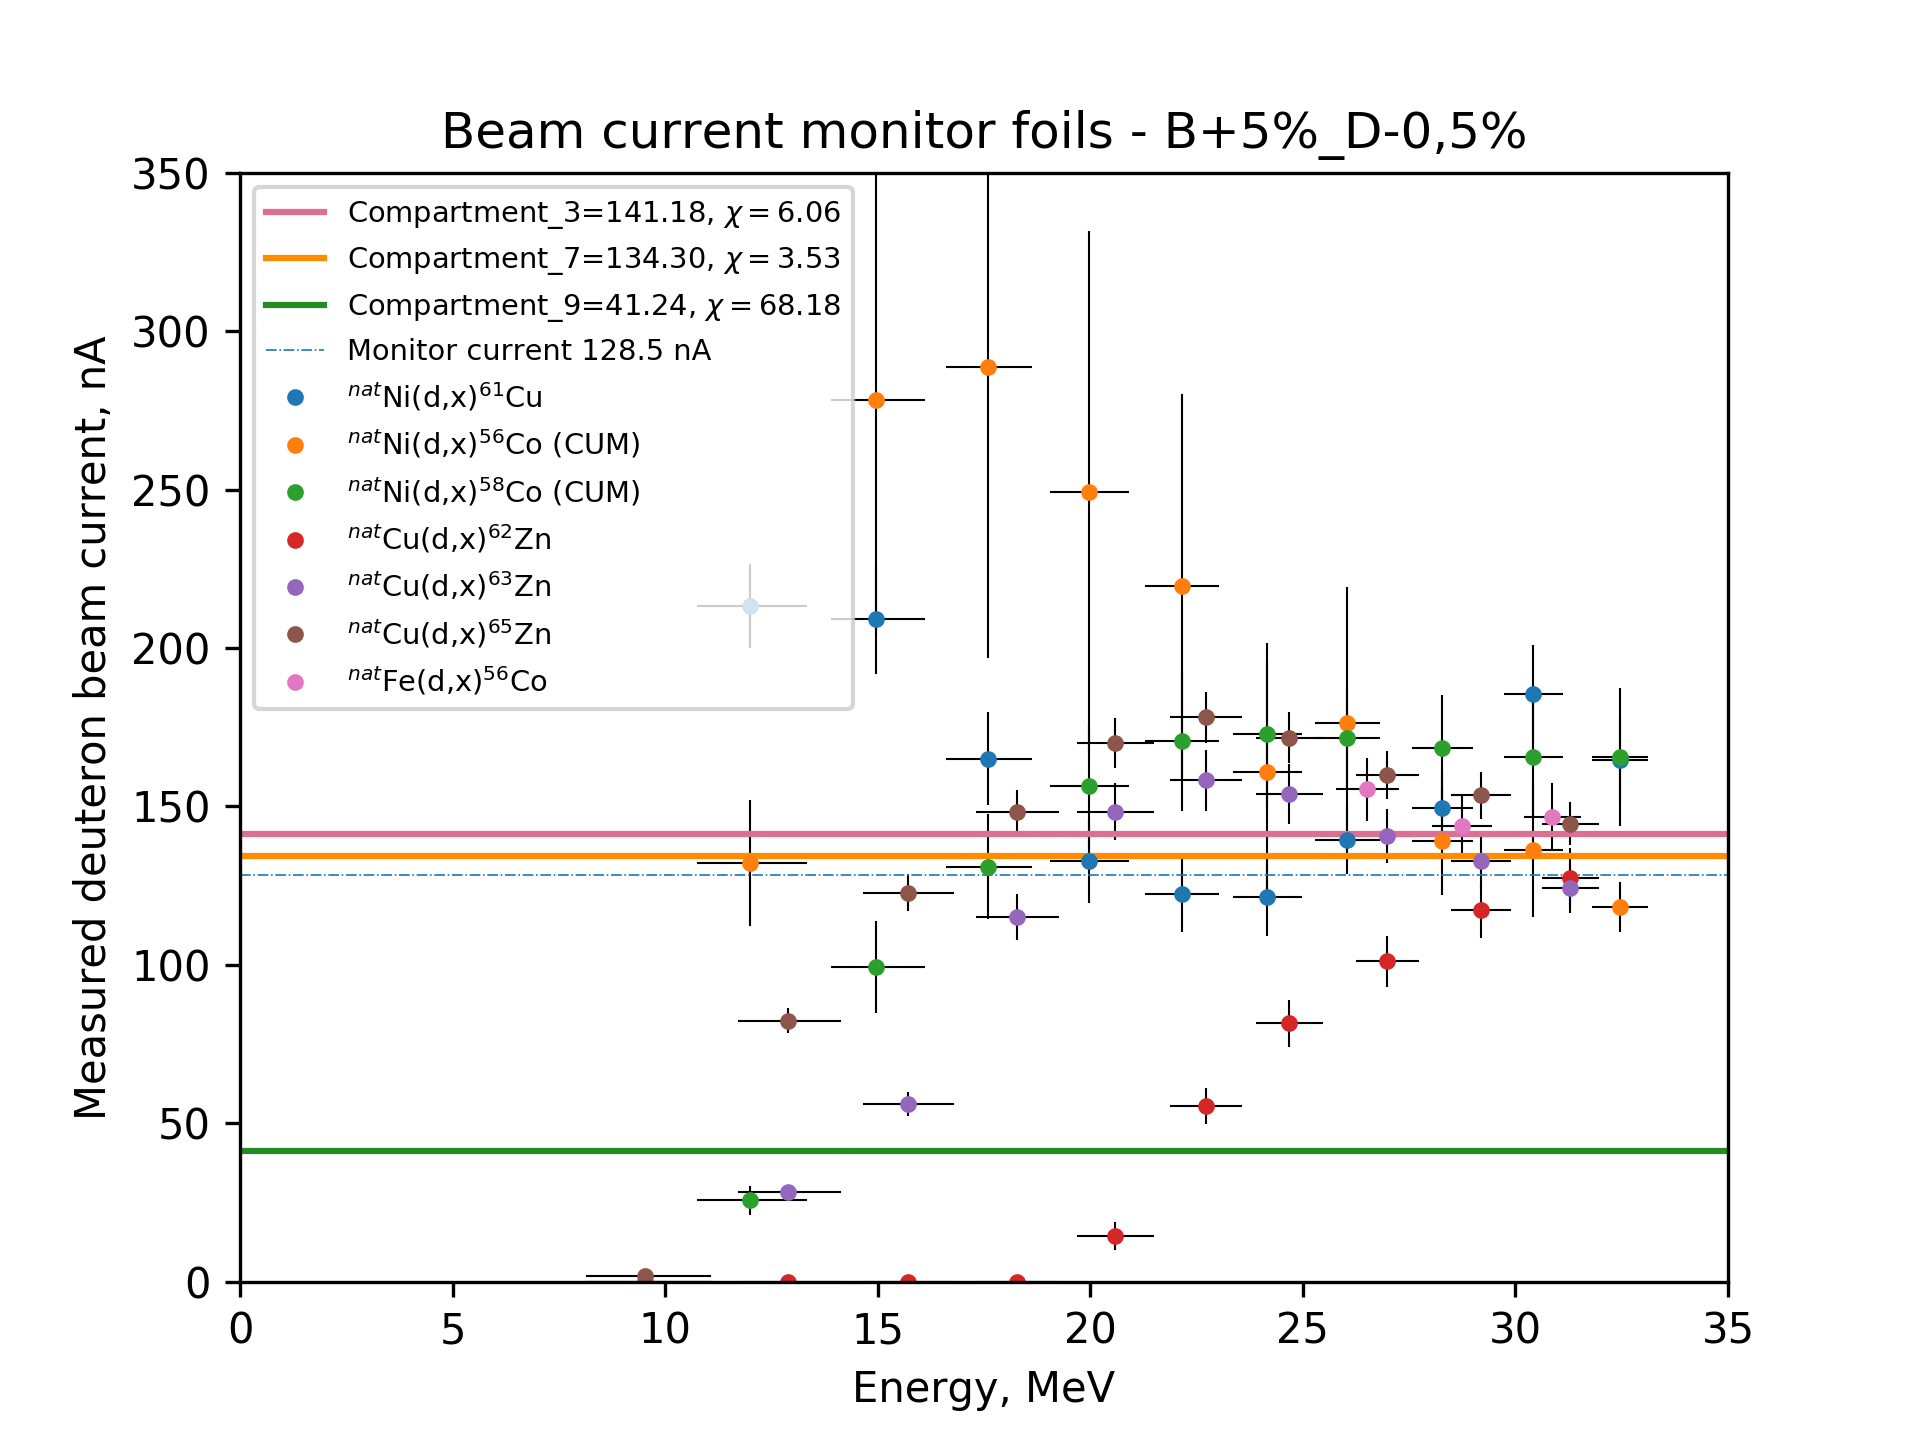 Beam current monitor foils - B+5%_D-0,5%
Measured deuteron beam current, nA
350
300
250
200
150
100
50
0
Compartment_3=141.18, χ = 6.06
Compartment_7=134.30, χ = 3.53
Compartment_9=41.24, χ = 68.18
Monitor current 128.5 nA
natNi(d,x)61Cu
natNi(d,x)56Co (CUM)
natNi(d,x)58Co (CUM)
natCu(d,x)62Zn
natCu(d,x)63Zn
natCu(d,x)65Zn
natFe(d,x)56Co
0 5 10 15 20 25 30 35
Energy, MeV